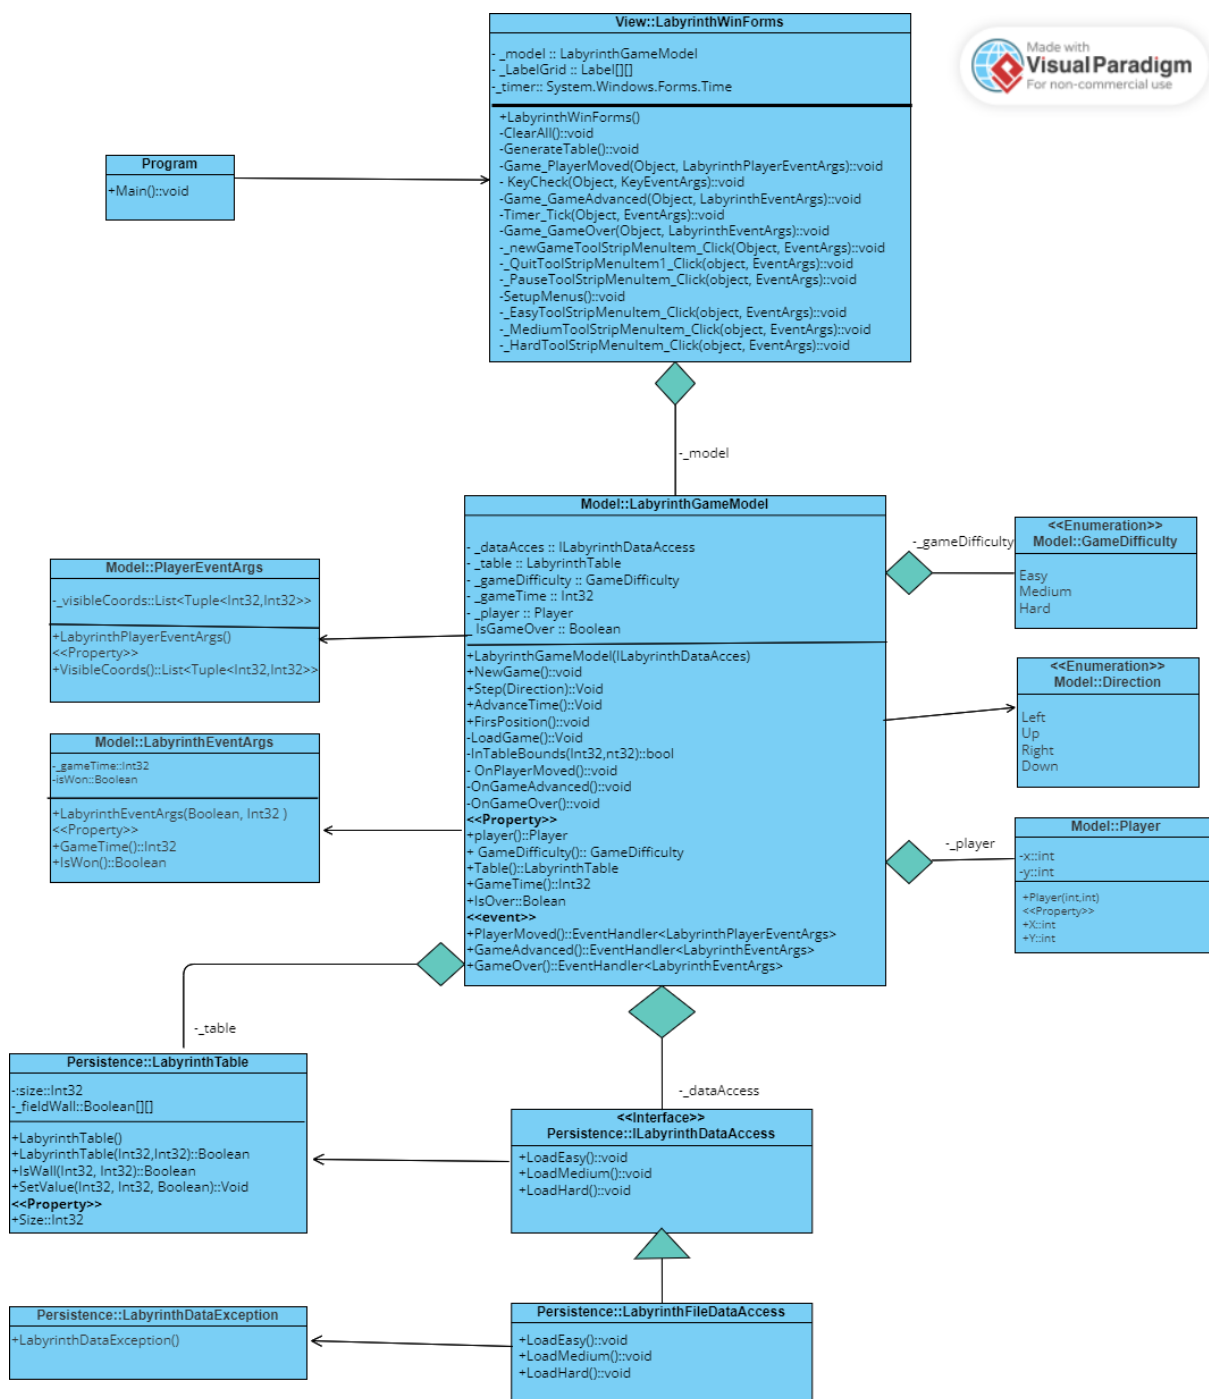 View::LabyrinthWinForms
- _model :: LabyrinthGameModel
- _LabelGrid :: Label[][]
-_timer:: System.Windows.Forms.Time
+LabyrinthWinForms()
-ClearAll()::void
-GenerateTable()::void
-Game_PlayerMoved(Object, LabyrinthPlayerEventArgs)::void
- KeyCheck(Object, KeyEventArgs)::void
-Game_GameAdvanced(Object, LabyrinthEventArgs)::void
-Timer_Tick(Object, EventArgs)::void
-Game_GameOver(Object, LabyrinthEventArgs)::void
-_newGameToolStripMenuItem_Click(Object, EventArgs)::void
-_QuitToolStripMenuItem1_Click(object, EventArgs)::void
-_PauseToolStripMenuItem_Click(object, EventArgs)::void
-SetupMenus()::void
-_EasyToolStripMenuItem_Click(object, EventArgs)::void
-_MediumToolStripMenuItem_Click(object, EventArgs)::void
-_HardToolStripMenuItem_Click(object, EventArgs)::void
Made with
VisualParadigm
For non-commercial use
Program
+Main()::void
-_model
Model::LabyrinthGameModel
- _dataAcces :: ILabyrinthDataAccess
- _table :: LabyrinthTable
- _gameDifficulty :: GameDifficulty
- _gameTime :: Int32
- _player :: Player
IsGameOver :: Boolean
+LabyrinthGameModel(ILabyrinthDataAcces)
+NewGame()::void
+Step(Direction)::Void
+AdvanceTime()::Void
+FirsPosition()::void
-LoadGame()::Void
-InTableBounds(Int32,nt32)::bool
- OnPlayerMoved()::void
-OnGameAdvanced()::void
-OnGameOver()::void
<<Property>>
+player()::Player
+ GameDifficulty():: GameDifficulty
+Table()::LabyrinthTable
+GameTime()::Int32
+IsOver::Bolean
<<event>>
+PlayerMoved()::EventHandler<LabyrinthPlayerEventArgs>
+GameAdvanced()::EventHandler<LabyrinthEventArgs>
+GameOver()::EventHandler<LabyrinthEventArgs>
Model::PlayerEventArgs
-_visibleCoords::List<Tuple<Int32,Int32>>
+LabyrinthPlayerEventArgs()
<<Property>>
+VisibleCoords()::List<Tuple<Int32,Int32>>
Model::LabyrinthEventArgs
-_gameTime::Int32
-isWon::Boolean
+LabyrinthEventArgs(Boolean, Int32 )
<<Property>>
+GameTime()::Int32
+IsWon()::Boolean
-_gameDifficulty
<<Enumeration>>
Model::GameDifficulty
Easy
Medium
Hard
<<Enumeration>>
Model::Direction
Left
Up
Right
Down
-_player
Model::Player
-x::int
-y::int
+Player(int,int)
<<Property>>
+X::int
+Y::int
-_table
Persistence::LabyrinthTable
-:size::Int32
-_fieldWall::Boolean[][]
+LabyrinthTable()
+LabyrinthTable(Int32,Int32)::Boolean
+IsWall(Int32, Int32)::Boolean
+SetValue(Int32, Int32, Boolean)::Void
<<Property>>
+Size::Int32
-_dataAccess
<<Interface>>
Persistence::ILabyrinthDataAccess
+LoadEasy()::void
+LoadMedium()::void
+LoadHard()::void
Persistence::LabyrinthDataException
+LabyrinthDataException()
Persistence::LabyrinthFileDataAccess
+LoadEasy()::void
+LoadMedium()::void
+LoadHard()::void